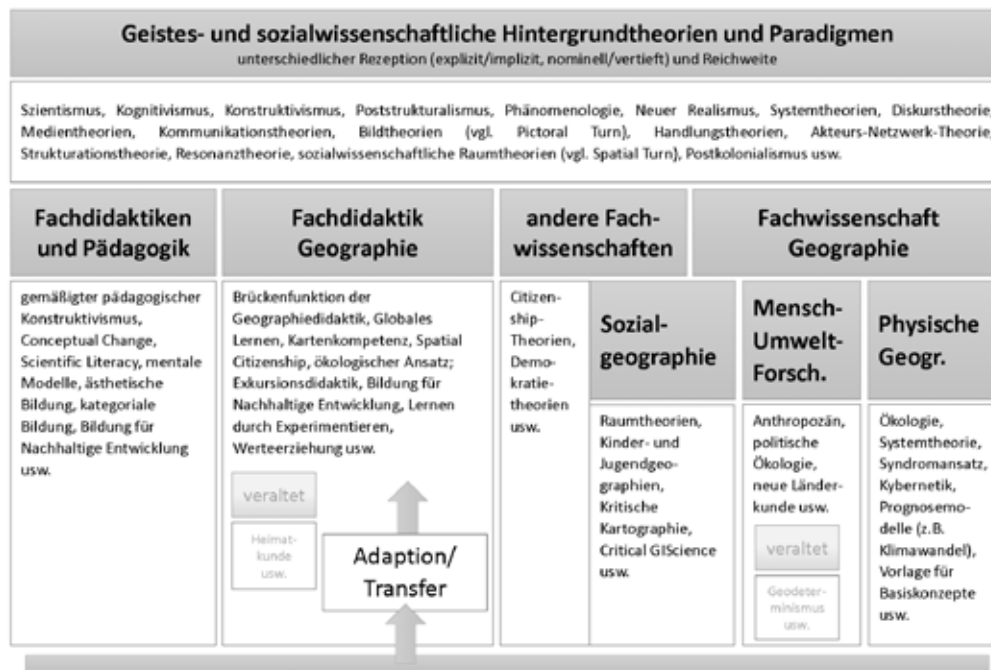 Geistes- und sozialwissenschaftliche Hintergrundtheorien und Paradigmen
unterschiedlicher Rezeption (explizit/implizit, nominell/vertieft) und Reichweite
Szientismus, Kognitivismus, Konstruktivismus, Poststrukturalismus, Phänomenologie, Neuer Realismus, Systemtheorien, Diskurstheorie,
Medientheorien, Kommunikationstheorien, Bildtheorien (vgl. Pictoral Turn), Handlungstheorien, Akteurs-Netzwerk-Theorie,
Strukturationstheorie, Resonanztheorie, sozialwissenschaftliche Raumtheorien (vgl. Spatial Turn), Postkolonialismus usw.
Fachdidaktiken
und Pädagogik
gemäßigter pädagogischer
Konstruktivismus,
Conceptual Change,
Scientific Literacy, mentale
Modelle, ästhetische
Bildung, kategoriale
Bildung, Bildung für
Nachhaltige Entwicklung
usw.
Fachdidaktik
Geographie
Brückenfunktion der
Geographiedidaktik, Globales
Lernen, Kartenkompetenz, Spatial
Citizenship, ökologischer Ansatz;
Exkursionsdidaktik, Bildung für
Nachhaltige Entwicklung, Lernen
durch Experimentieren,
Werteerziehung usw.
veraltet
Heimat-
kunde
usw.
Adaption/
Transfer
andere Fach-
wissenschaften
Citizen-
ship-
Theorien,
Demo-
kratie-
theorien
usw.
Fachwissenschaft
Geographie
Sozial-
geographie
Raumtheorien,
Kinder- und
Jugendgeo-
graphien,
Kritische
Kartographie,
Critical GIScience
usw.
Mensch-
Umwelt-
Forsch.
Anthropozän,
politische
Ökologie,
neue Länder-
kunde usw.
veraltet
Geodeter-
minismus
usw.
Physische
Geogr.
Ökologie,
Systemtheorie,
Syndromansatz,
Kybernetik,
Prognosemo-
delle (z.B.
Klimawandel),
Vorlage für
Basiskonzepte
usw.